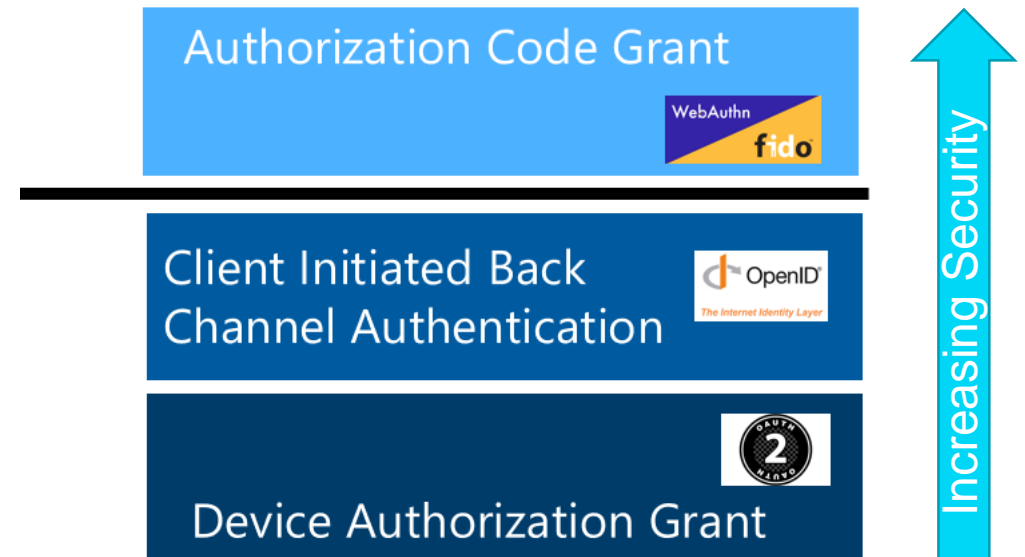 Authorization Code Grant
WebAuthn
fido
Client Initiated Back
Channel Authentication
OpenID®
The Internet Identity Layer
OAUTH
2
OAUTH
Device Authorization Grant
Increasing Security